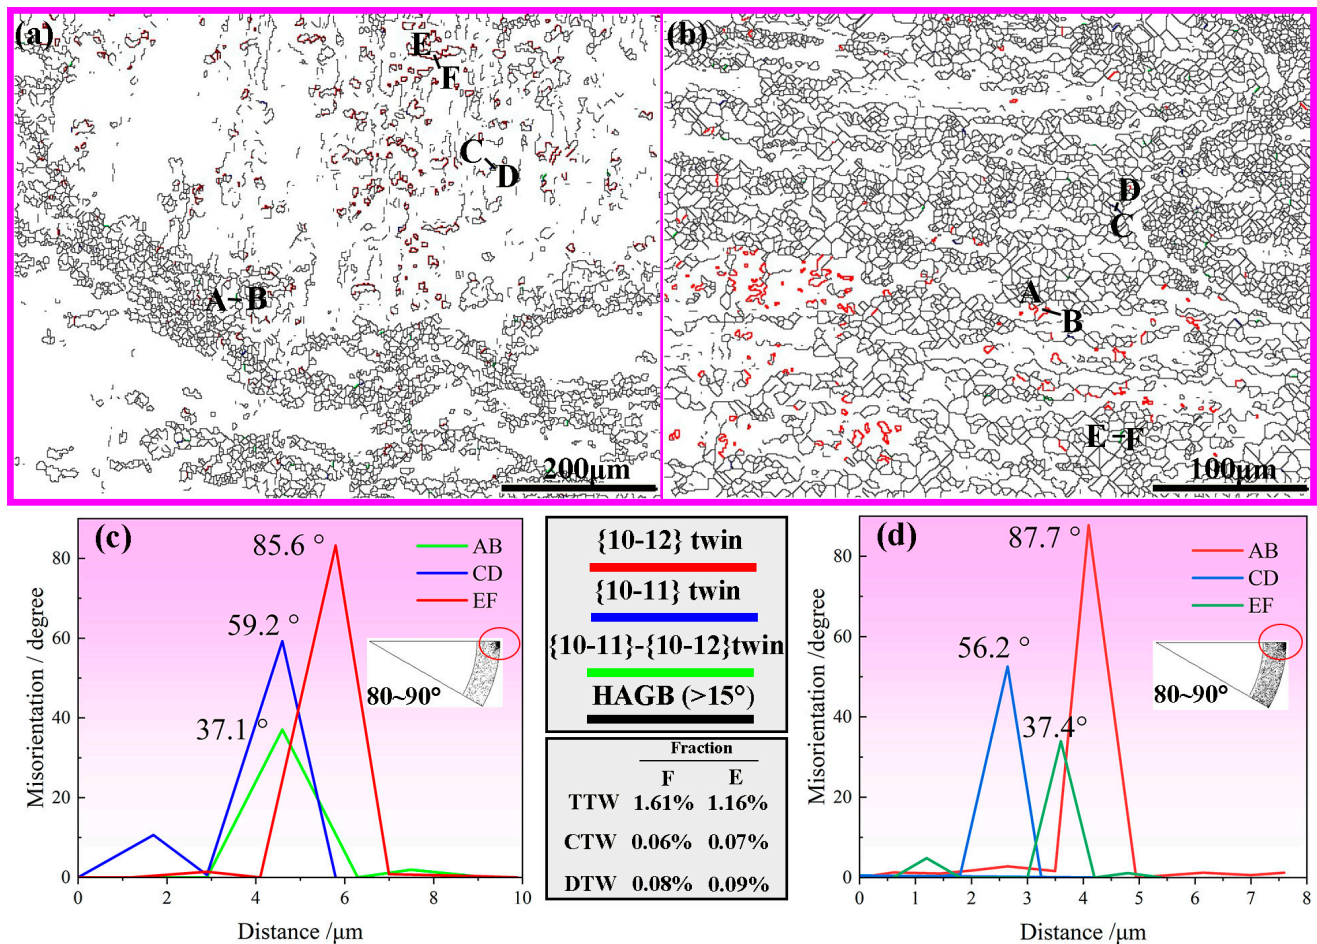 (a)
E
F
C
D
A
B
200μm
(b)
D
C
A
B
E
F
100μm
(c)
85.6 °
59.2 °
37.1 °
AB
CD
EF
80~90°
80
60
40
20
0
0 2 4 6 8 10
Misorientation / degree
Distance /μm
{10-12} twin
{10-11} twin
{10-11}-{10-12}twin
HAGB (>15°)
Fraction
F E
TTW 1.61% 1.16%
CTW 0.06% 0.07%
DTW 0.08% 0.09%
(d)
87.7 °
56.2 °
37.4°
AB
CD
EF
80~90°
80
60
40
20
0
0 1 2 3 4 5 6 7 8
Misorientation /degree
Distance /μm